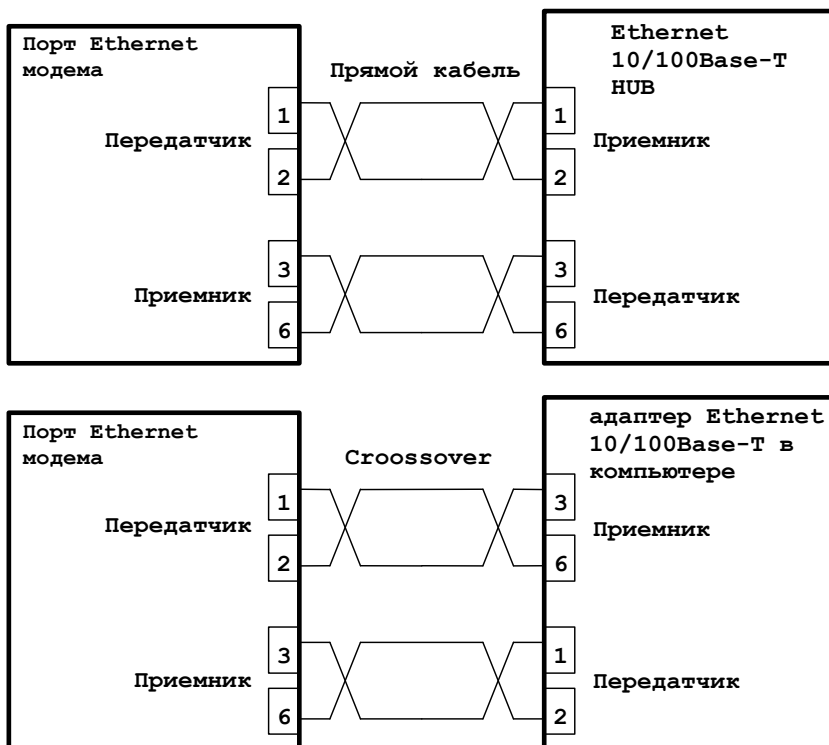 Порт Ethernet
модема
Прямой кабель
Ethernet
10/100Base-T
HUB
1
1
Передатчик
Приемник
2
2
3
3
Приемник
Передатчик
6
6
Порт Ethernet
модема
Croossover
адаптер Ethernet
10/100Base-T в
компьютере
1
3
Передатчик
Приемник
2
6
3
1
Приемник
Передатчик
6
2